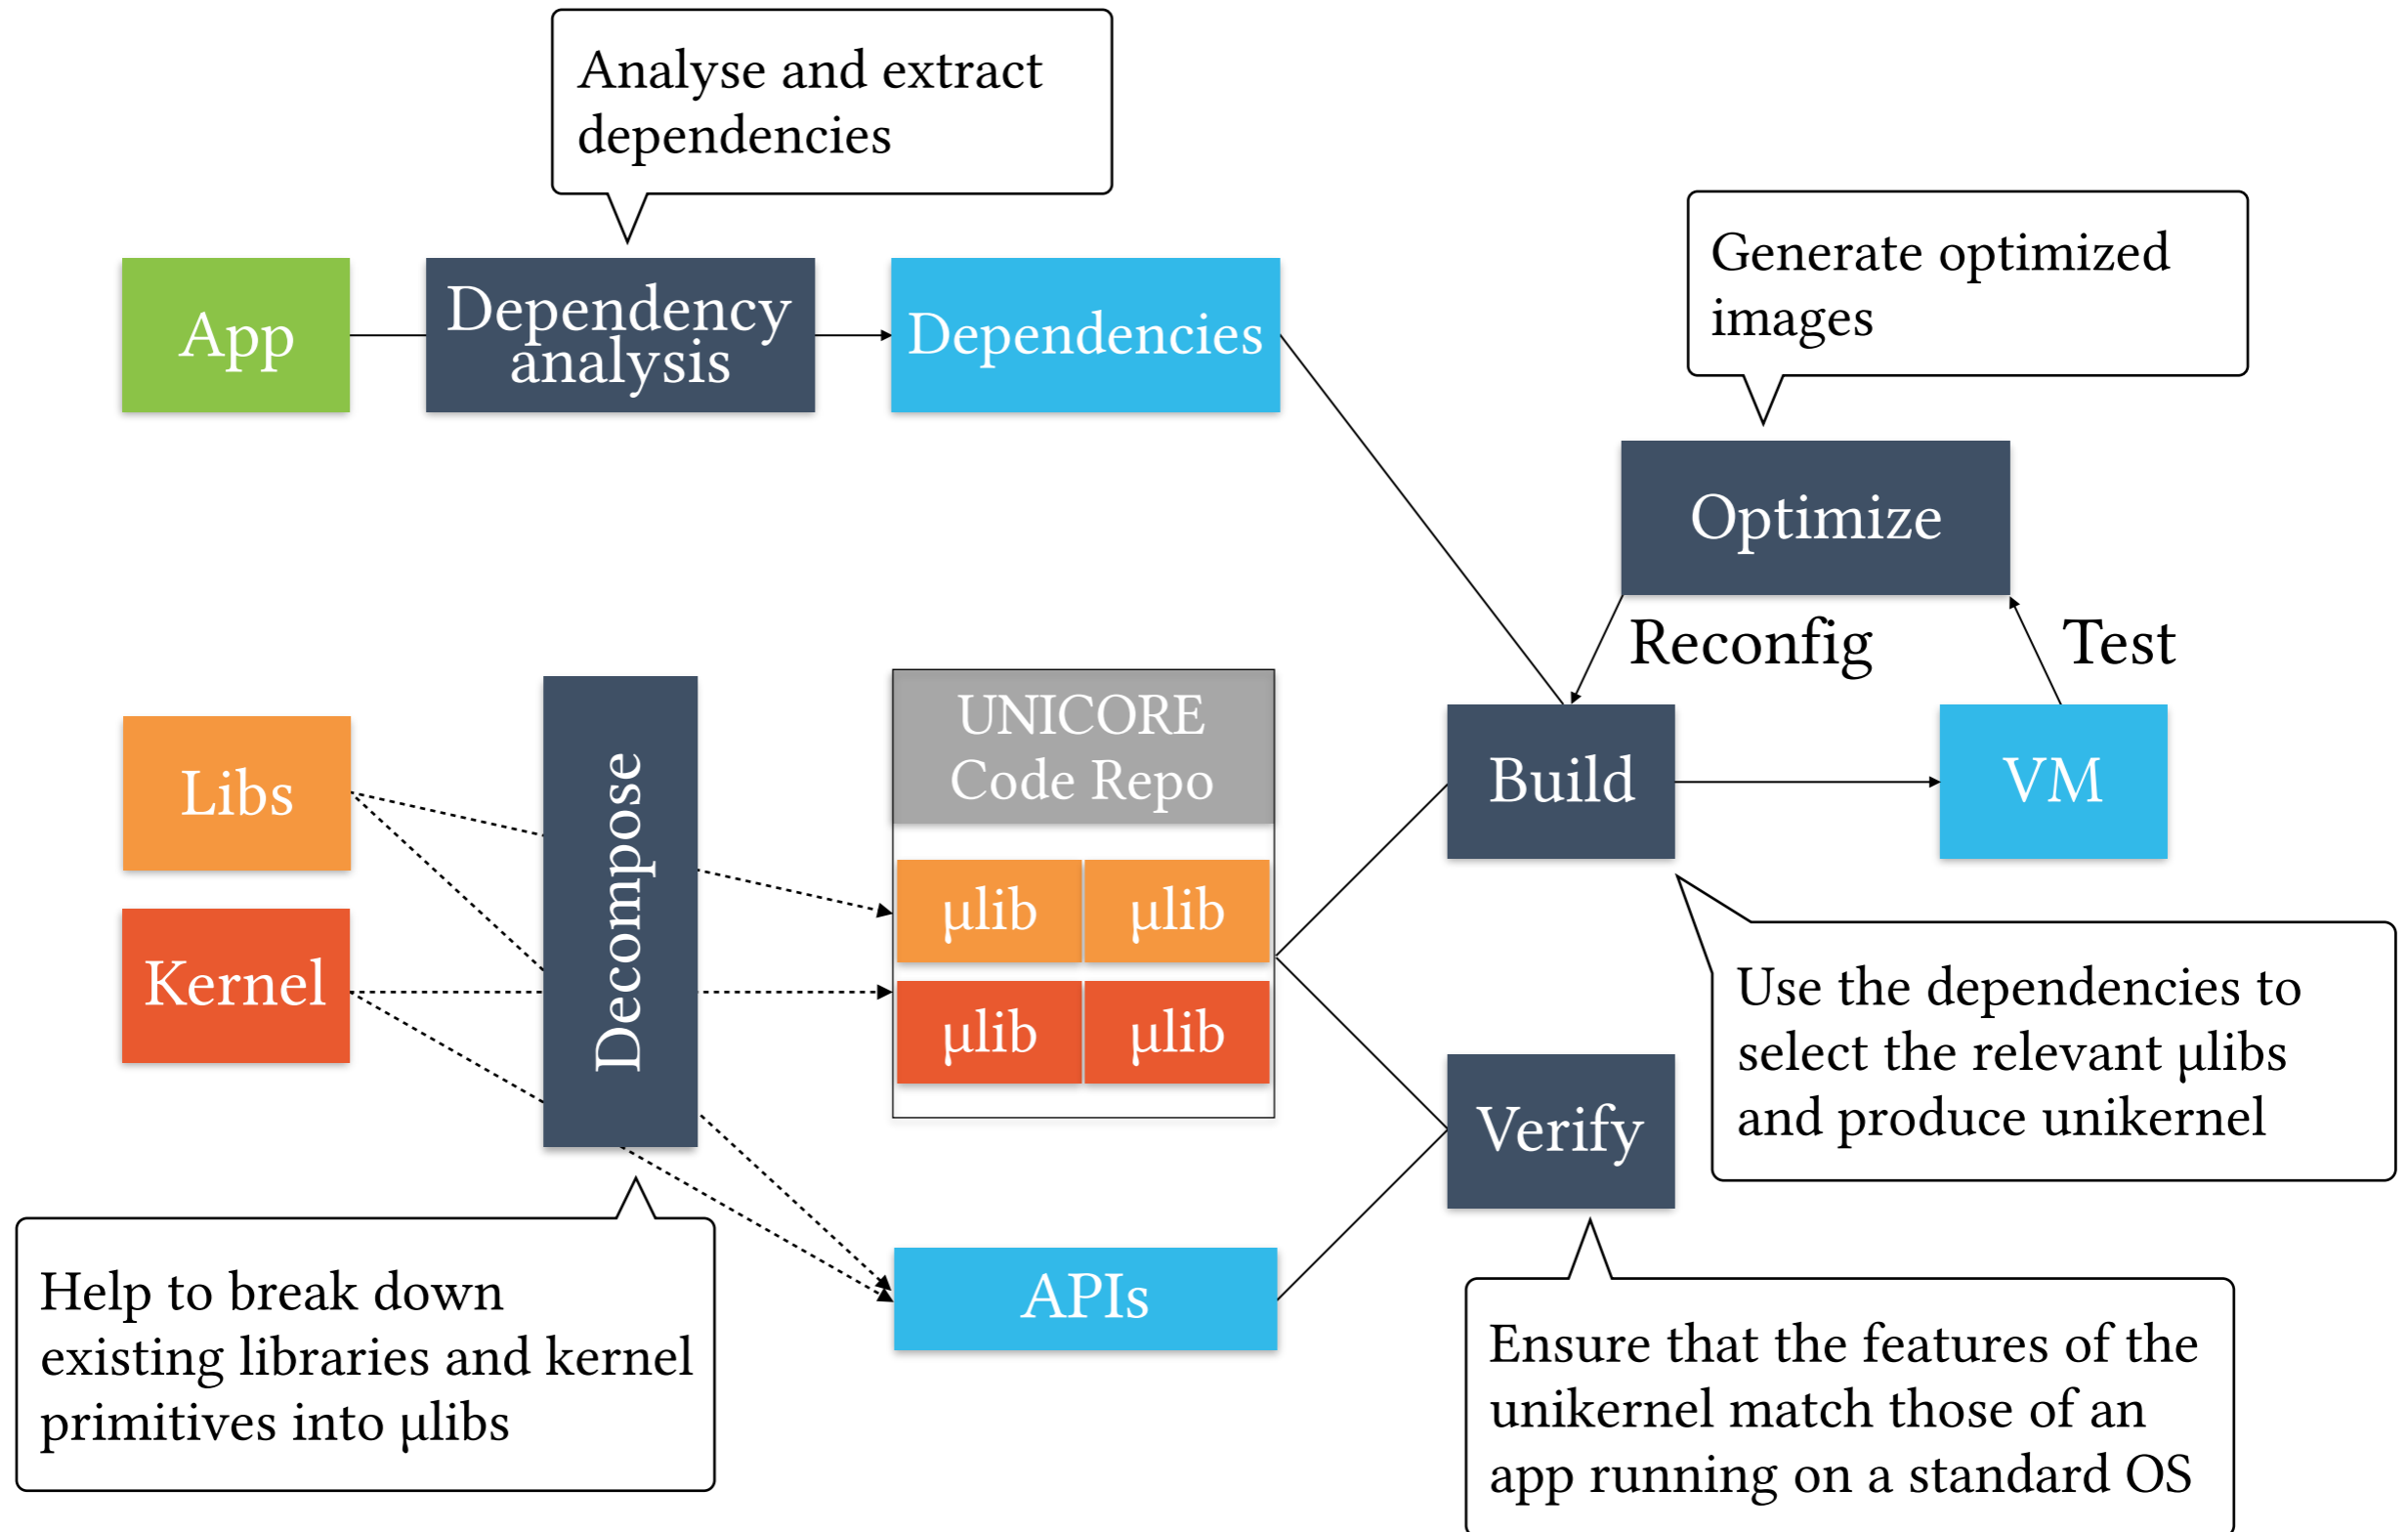 Analyse and extract
dependencies
App
Dependency
analysis
Dependencies
Generate optimized
images
Optimize
Reconfig
Test
Libs
Kernel
Decompose
UNICORE
Code Repo
µlib
µlib
µlib
µlib
Build
VM
Use the dependencies to
select the relevant µlibs
and produce unikernel
Verify
APIs
Help to break down
existing libraries and kernel
primitives into µlibs
Ensure that the features of the
unikernel match those of an
app running on a standard OS